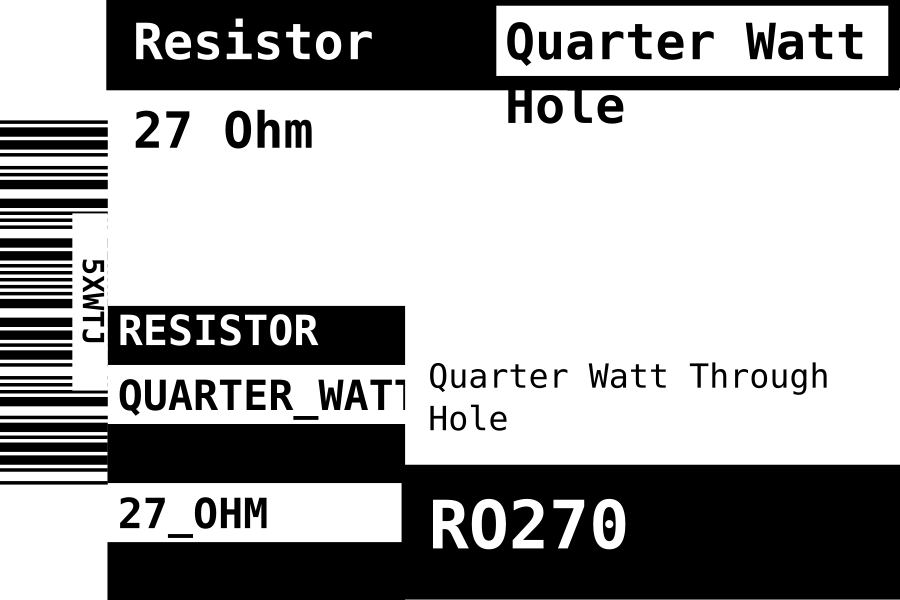 Resistor
Quarter Watt
Hole
27 Ohm
5XWTJ
RESISTOR
QUARTER_WATT
27_OHM
Quarter Watt Through
Hole
RO270